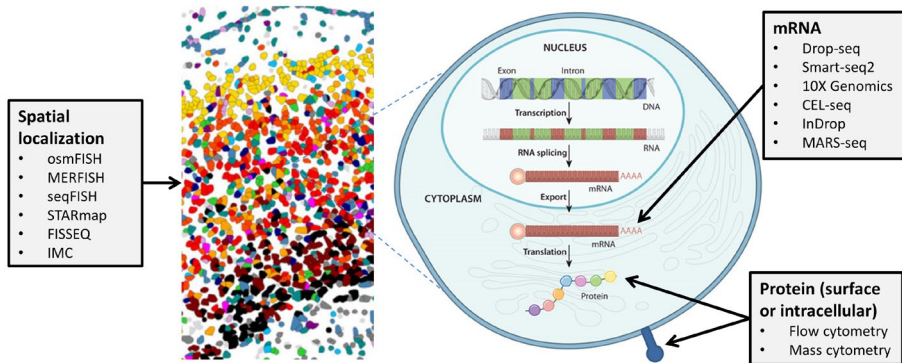 Spatial
localization
• osmFISH
• MERFISH
• seqFISH
• STARmap
• FISSEQ
• IMC
NUCLEUS
Exon
Intron
DNA
Transcription
RNA
RNA splicing
AAAA
mRNA
CYTOPLASM
Export
AAAA
mRNA
Translation
Protein
mRNA
• Drop-seq
• Smart-seq2
• 10X Genomics
• CEL-seq
• InDrop
• MARS-seq
Protein (surface
or intracellular)
• Flow cytometry
• Mass cytometry